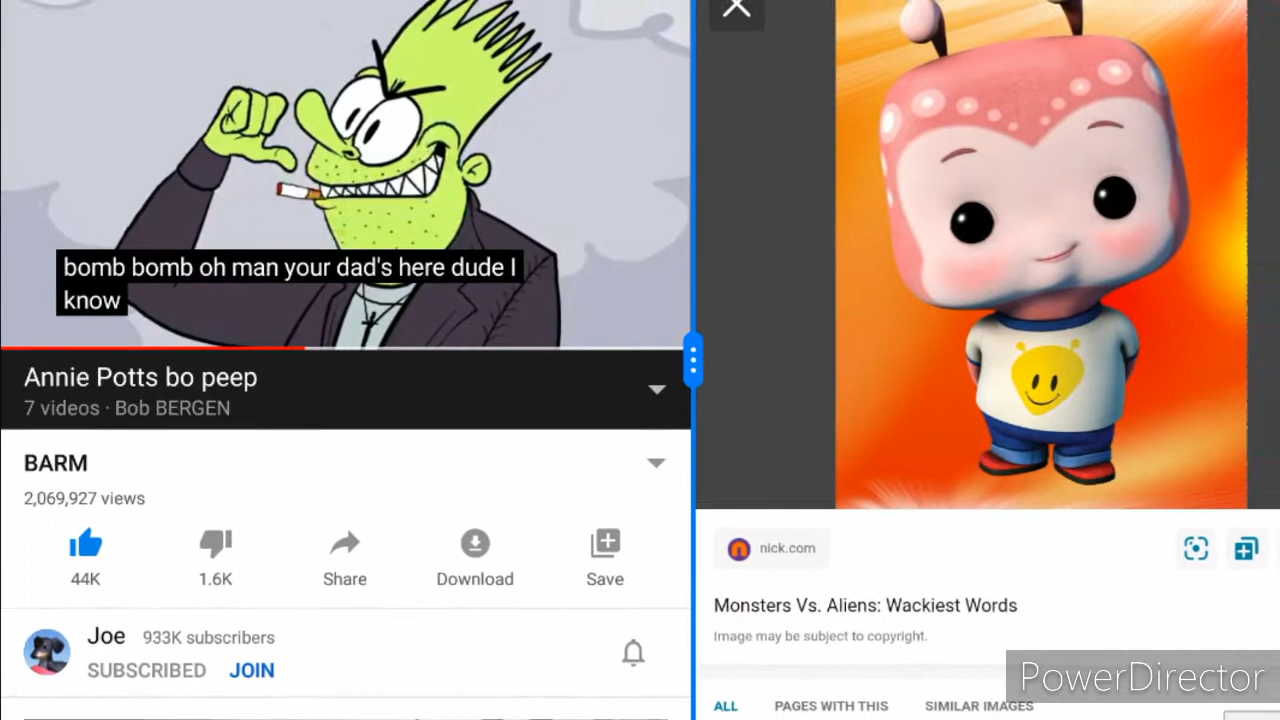 bomb bomb oh man your dad's here dude I
know
Annie Potts bo peep
7 videos · Bob BERGEN
BARM
2,069,927 views
44K
1.6K
Share
Download
Save
Joe 933K subscribers
SUBSCRIBED JOIN
nick.com
Monsters Vs. Aliens: Wackiest Words
Image may be subject to copyright.
ALL PAGES WITH THIS SIMILAR IMAGES
PowerDirector